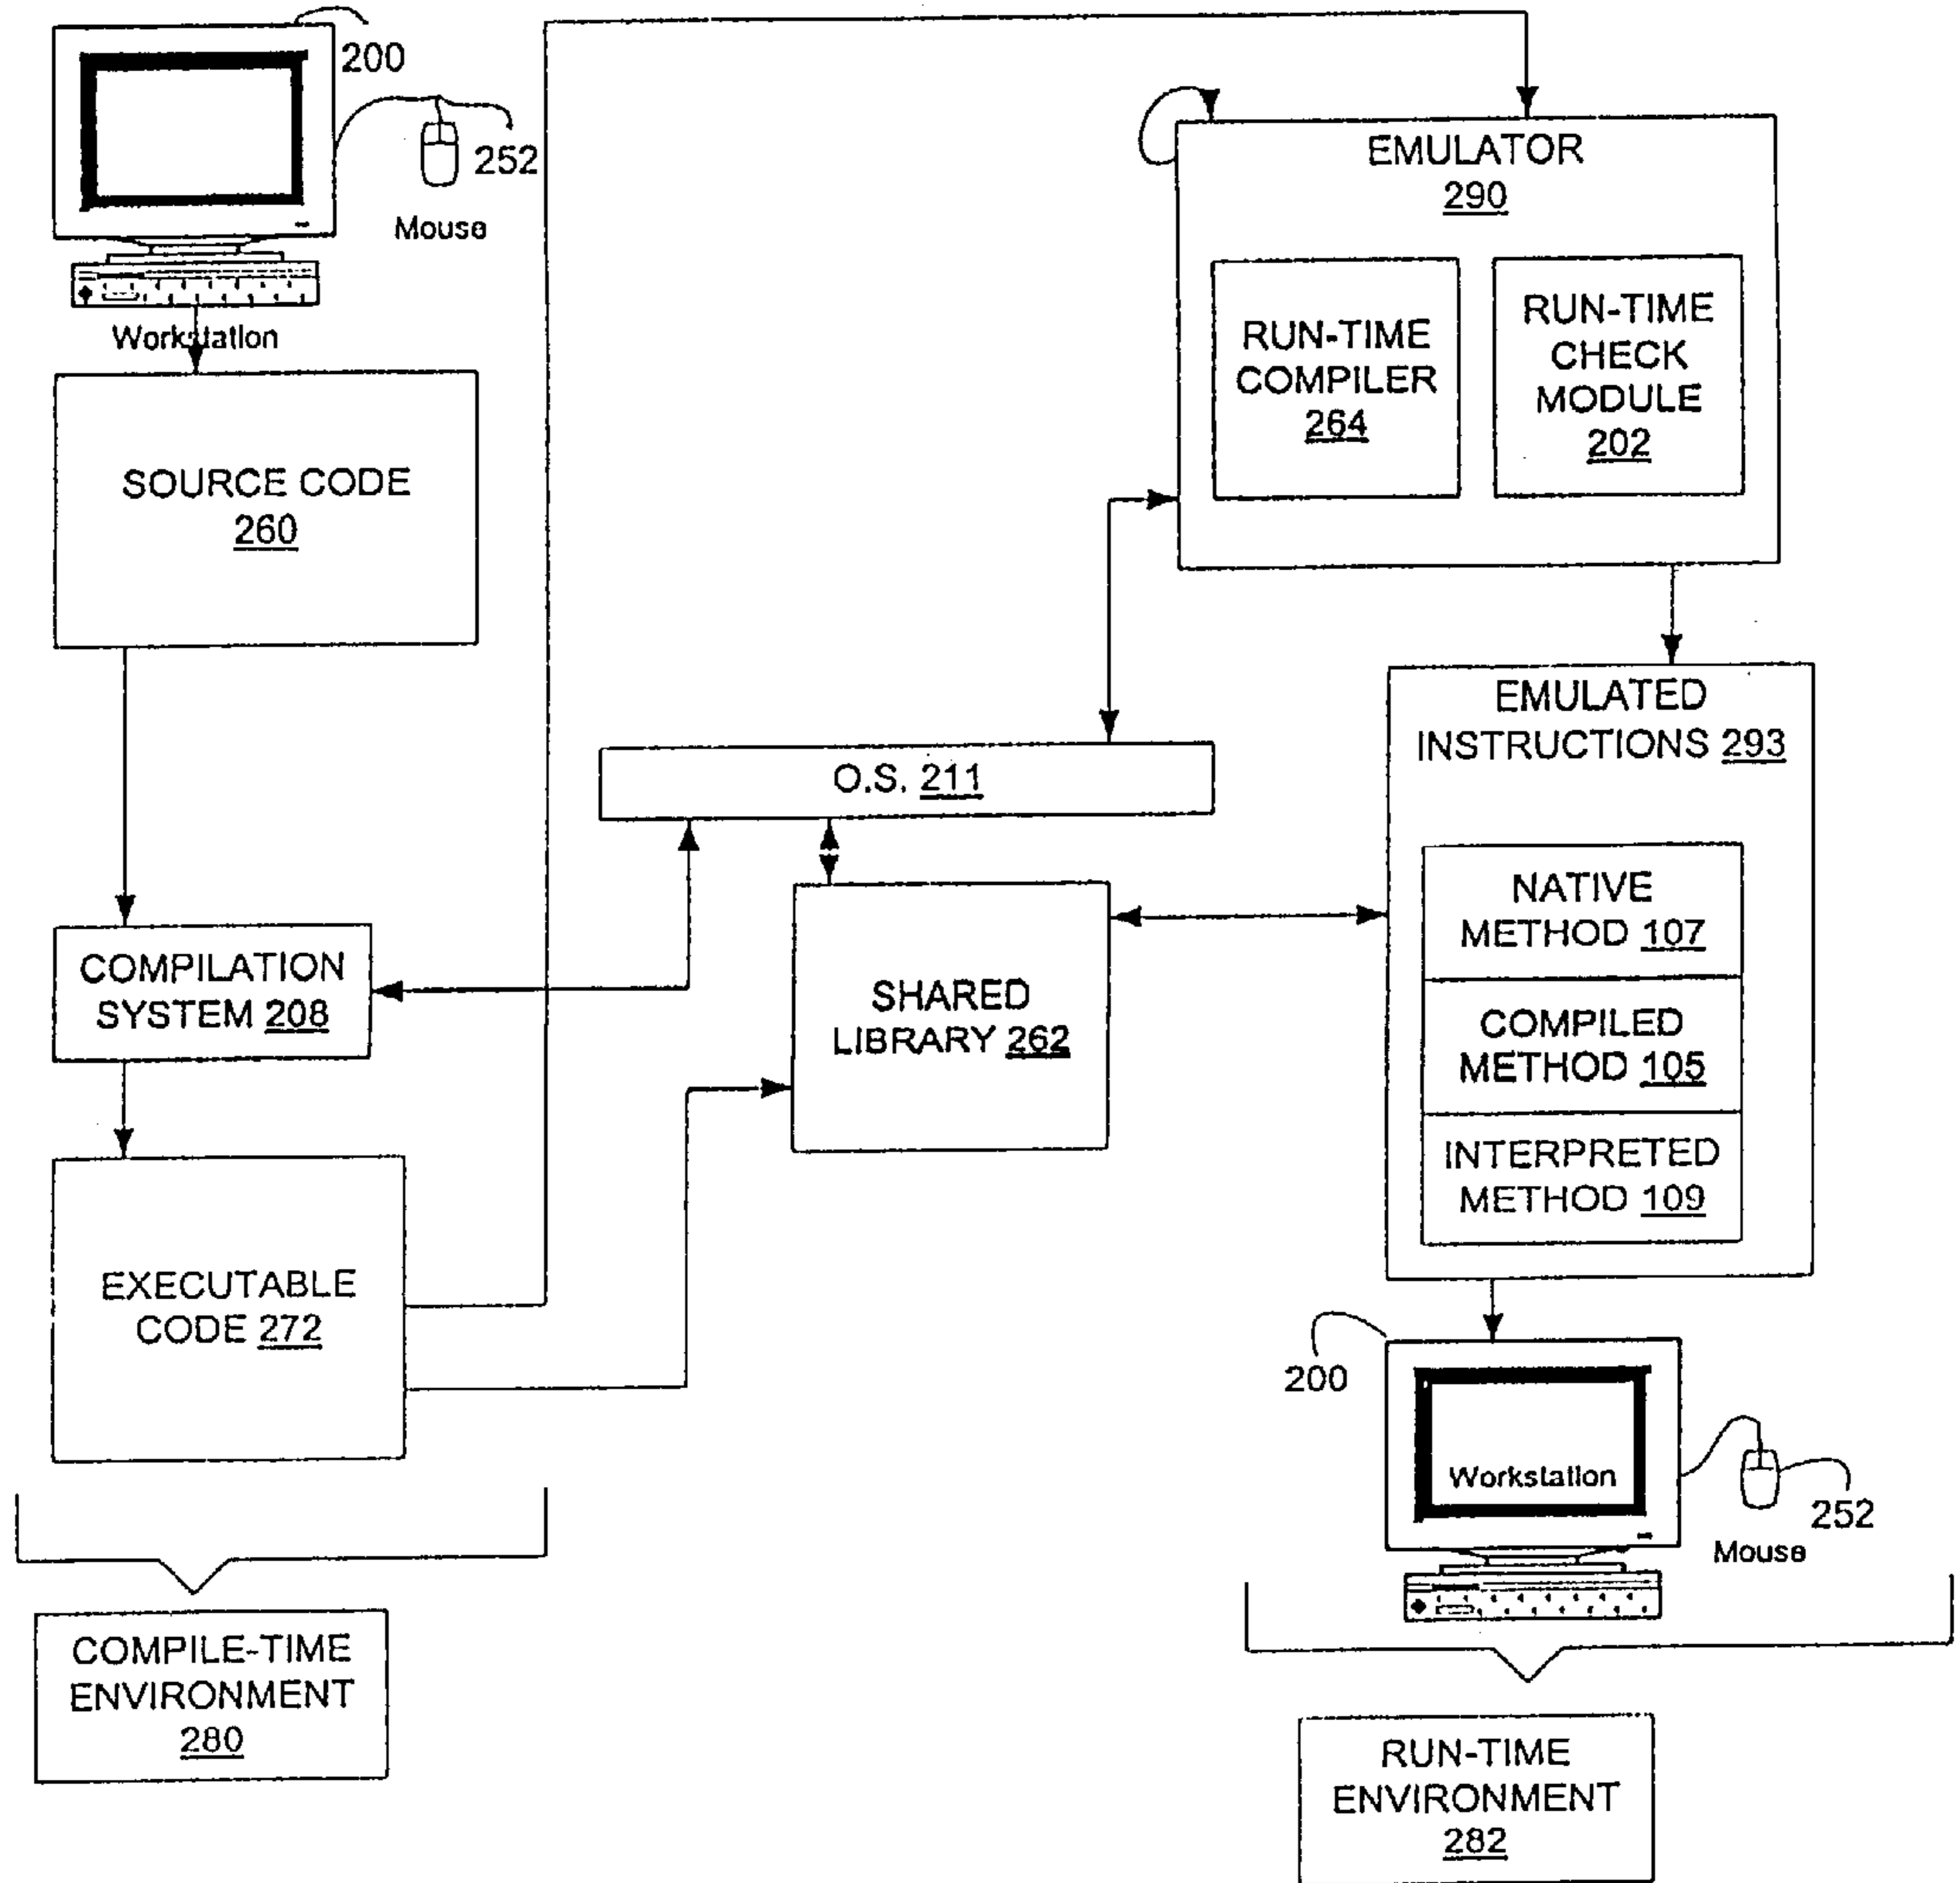 200
252
Mouse
Workstation
SOURCE CODE
260
COMPILATION
SYSTEM 208
EXECUTABLE
CODE 272
COMPILE-TIME
ENVIRONMENT
280
O.S. 211
SHARED
LIBRARY 262
EMULATOR
290
RUN-TIME
COMPILER
264
RUN-TIME
CHECK
MODULE
202
EMULATED
INSTRUCTIONS 293
NATIVE
METHOD 107
COMPILED
METHOD 105
INTERPRETED
METHOD 109
200
Workstation
252
Mouse
RUN-TIME
ENVIRONMENT
282